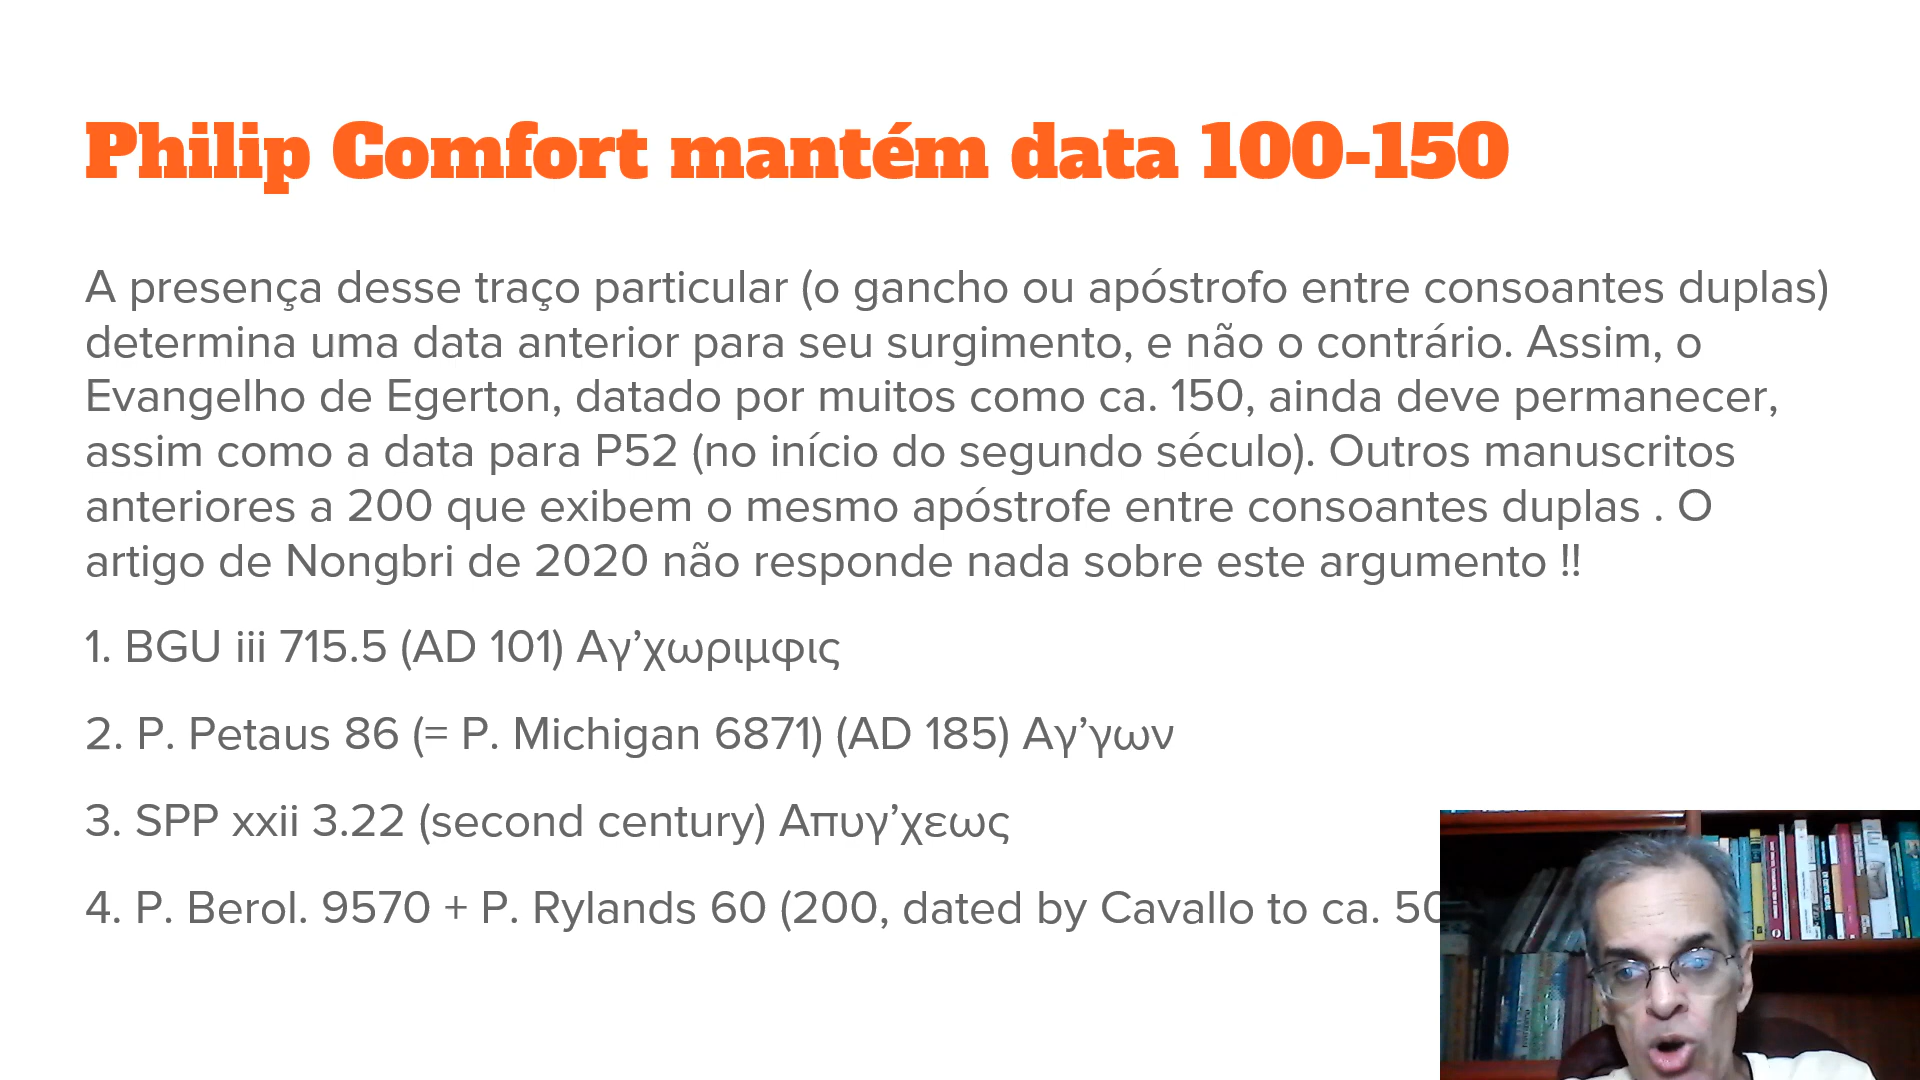 Philip Comfort mantém data 100-150
A presença desse traço particular (o gancho ou apóstrofo entre consoantes duplas)
determina uma data anterior para seu surgimento, e não o contrário. Assim, o
Evangelho de Egerton, datado por muitos como ca. 150, ainda deve permanecer,
assim como a data para P52 (no início do segundo século). Outros manuscritos
anteriores a 200 que exibem o mesmo apóstrofe entre consoantes duplas . O
artigo de Nongbri de 2020 não responde nada sobre este argumento !!
1. BGU iii 715.5 (AD 101) Αγ’χωριμφις
2. P. Petaus 86 (= P. Michigan 6871) (AD 185) Αγ’γων
3. SPP xxii 3.22 (second century) Απυγ’χεως
4. P. Berol. 9570 + P. Rylands 60 (200, dated by Cavallo to ca.